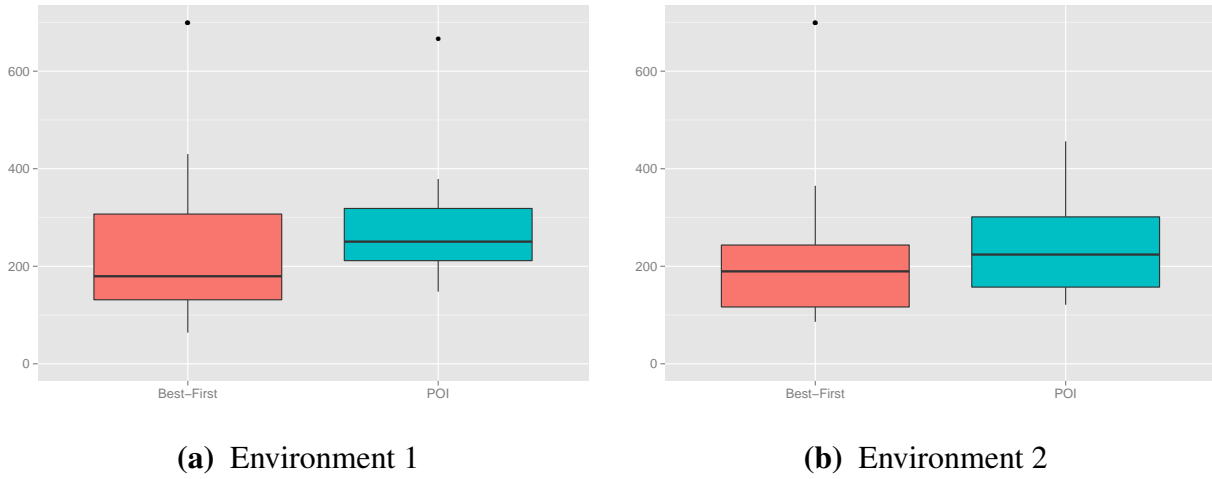 600
400
200
0
Best−First
POI
600
400
200
0
Best−First
POI
(a) Environment 1
(b) Environment 2